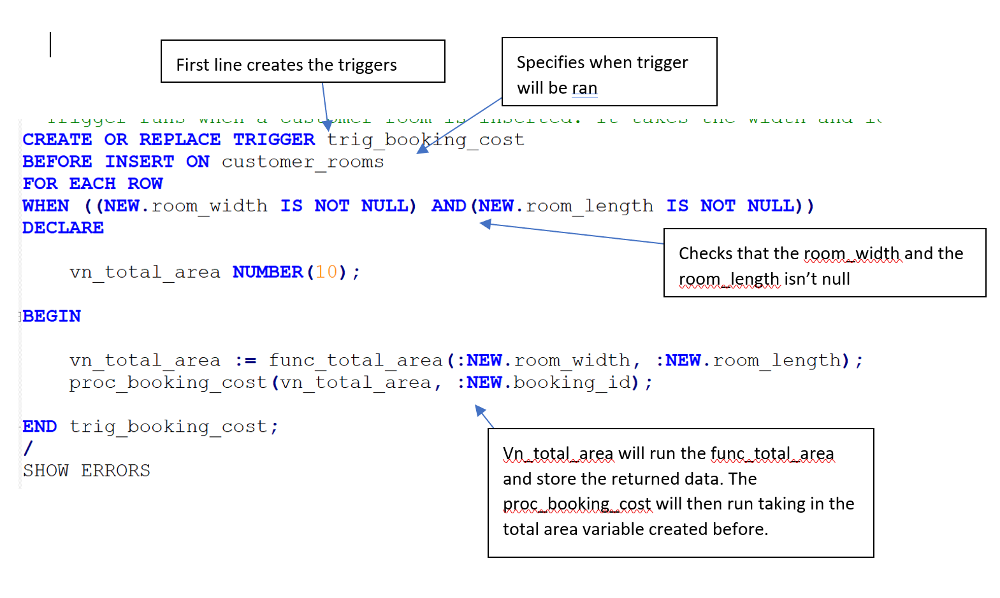 First line creates the triggers
Specifies when trigger
will be ran
Trigger runs when a customer room is inserted. It takes the width and
CREATE OR REPLACE TRIGGER trig_booking_cost
BEFORE INSERT ON customer_rooms
FOR EACH ROW
WHEN ((NEW.room_width IS NOT NULL) AND(NEW.room_length IS NOT NULL))
DECLARE
Checks that the room_width and the
room_length isn’t null
vn_total_area NUMBER(10);
BEGIN
vn_total_area := func_total_area(:NEW.room_width, :NEW.room_length);
proc_booking_cost(vn_total_area, :NEW.booking_id);
END trig_booking_cost;
/
SHOW ERRORS
Vn_total_area will run the func_total_area
and store the returned data. The
proc_booking_cost will then run taking in the
total area variable created before.